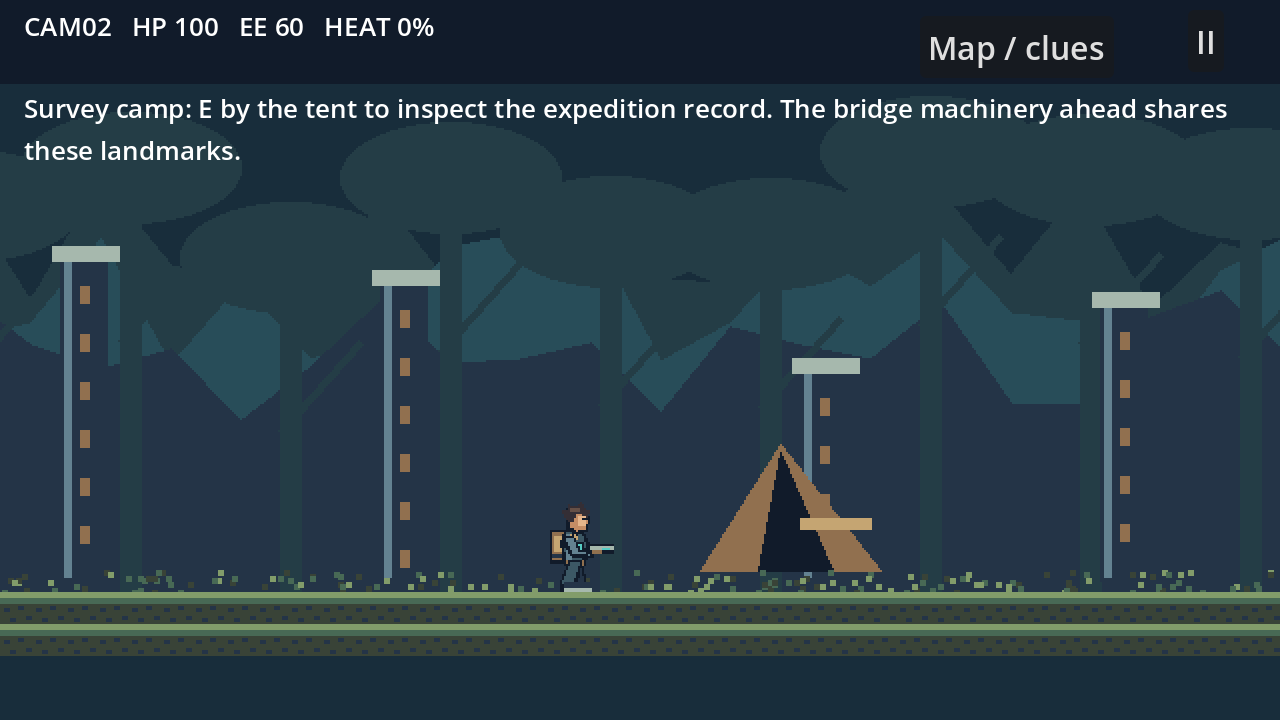 CAM02 HP 100 EE 60 HEAT 0%
Map / clues
II
Survey camp: E by the tent to inspect the expedition record. The bridge machinery ahead shares
these landmarks.